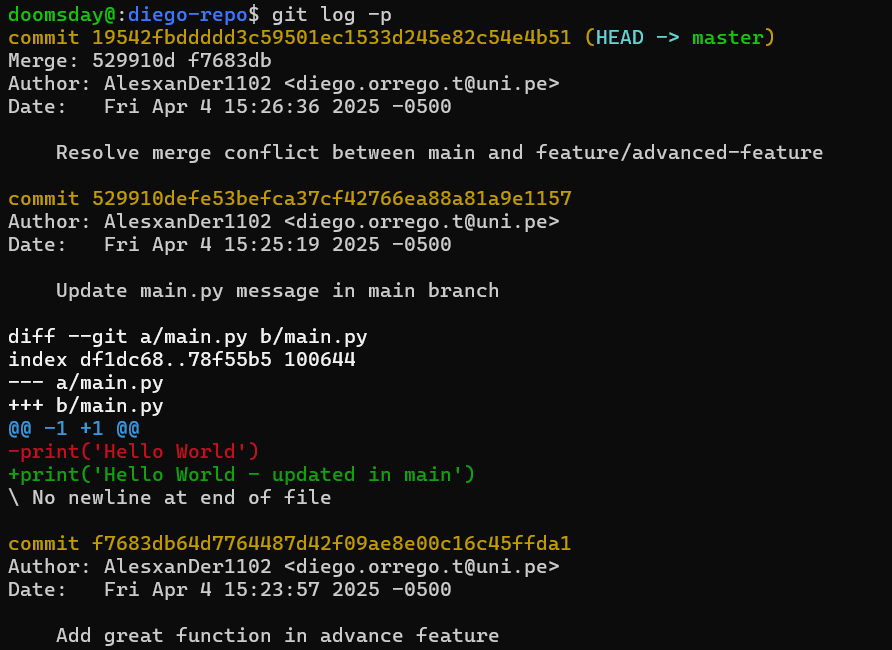 doomsday@:diego-repo$ git log -p
commit 19542fbddddd3c59501ec1533d245e82c54e4b51 (HEAD -> master)
Merge: 529910d f7683db
Author: AlesxanDer1102 <diego.orrego.t@uni.pe>
Date:   Fri Apr 4 15:26:36 2025 -0500
    Resolve merge conflict between main and feature/advanced-feature
commit 529910defe53befca37cf42766ea88a81a9e1157
Author: AlesxanDer1102 <diego.orrego.t@uni.pe>
Date:   Fri Apr 4 15:25:19 2025 -0500
    Update main.py message in main branch
diff --git a/main.py b/main.py
index df1dc68..78f55b5 100644
--- a/main.py
+++ b/main.py
@@ -1 +1 @@
-print('Hello World')
+print('Hello World - updated in main')
\ No newline at end of file
commit f7683db64d7764487d42f09ae8e00c16c45ffda1
Author: AlesxanDer1102 <diego.orrego.t@uni.pe>
Date:   Fri Apr 4 15:23:57 2025 -0500
    Add great function in advance feature